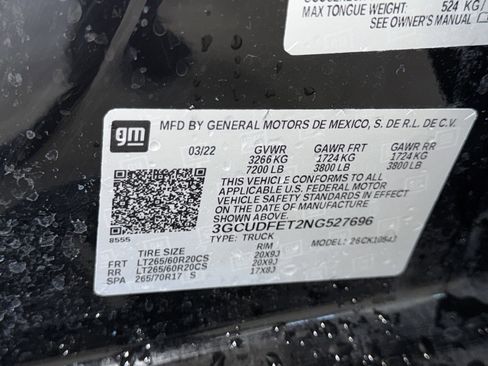 MAX TONGUE WEIGHT: 524 KG/
SEE OWNER'S MANUAL
gm
MFD BY GENERAL MOTORS DE MEXICO, S. DE R.L. DE C.V.
03/22 GVWR GAWR FRT GAWR RR
3266 KG 1724 KG 1724 KG
7200 LB 3800 LB 3800 LB
THIS VEHICLE CONFORMS TO ALL
APPLICABLE U.S. FEDERAL MOTOR
VEHICLE SAFETY STANDARDS IN
EFFECT ON THE DATE OF
MANUFACTURE SHOWN ABOVE.
3GCUDFET2NG527696
8555 TYPE: TRUCK MODEL:
TIRE SIZE RIM
FRT LT265/60R20CS 20X9J
RR LT265/60R20CS 20X9J
SPA 265/70R17 S 17X8J